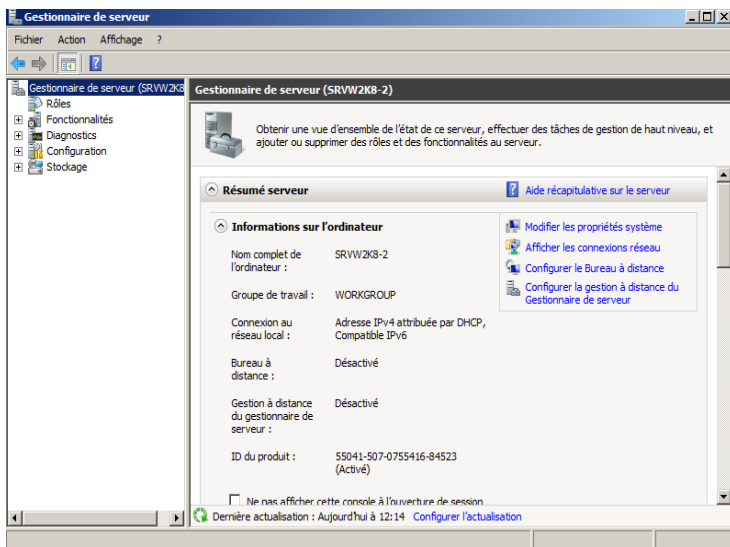 Gestionnaire de serveur
Fichier Action Affichage ?
Gestionnaire de serveur (SRVW2K8
Rôles
Fonctionnalités
Diagnostics
Configuration
Stockage
Gestionnaire de serveur (SRVW2K8-2)
Obtenir une vue d'ensemble de l'état de ce serveur, effectuer des tâches de gestion de haut niveau, et
ajouter ou supprimer des rôles et des fonctionnalités au serveur.
Résumé serveur
Aide récapitulative sur le serveur
Informations sur l'ordinateur
Nom complet de
l'ordinateur :
SRVW2K8-2
Groupe de travail :
WORKGROUP
Connexion au
réseau local :
Adresse IPv4 attribuée par DHCP,
Compatible IPv6
Bureau à
distance :
Désactivé
Gestion à distance
du gestionnaire de
serveur :
Désactivé
ID du produit :
55041-507-0755416-84523
(Activé)
Modifier les propriétés système
Afficher les connexions réseau
Configurer le Bureau à distance
Configurer la gestion à distance du
Gestionnaire de serveur
Ne pas afficher cette console à l'ouverture de session
Dernière actualisation : Aujourd'hui à 12:14 Configurer l'actualisation